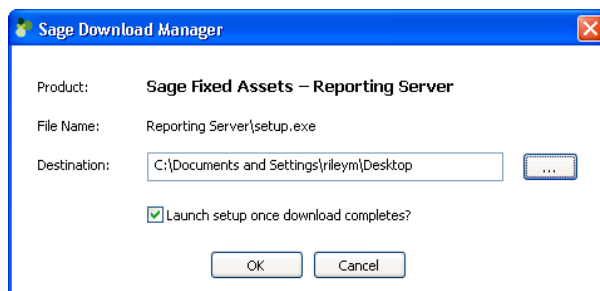 Sage Download Manager
Product: Sage Fixed Assets – Reporting Server
File Name: Reporting Server\setup.exe
Destination: C:\Documents and Settings\rileym\Desktop ...
Launch setup once download completes?
OK Cancel